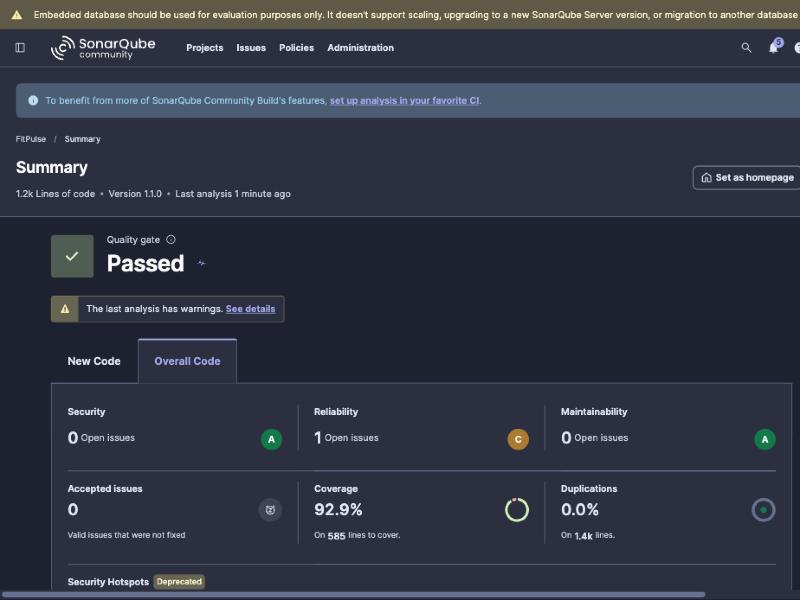 Embedded database should be used for evaluation purposes only. It doesn't support scaling, upgrading to a new SonarQube Server version, or migration to another database
SonarQube community Projects Issues Policies Administration 5
To benefit from more of SonarQube Community Build's features, set up analysis in your favorite CI.
FitPulse / Summary
Summary
Set as homepage
1.2k Lines of code • Version 1.1.0 • Last analysis 1 minute ago
Quality gate
Passed
The last analysis has warnings. See details
New Code Overall Code
Security Reliability Maintainability
0 Open issues A 1 Open issues C 0 Open issues A
Accepted issues Coverage Duplications
0 92.9% 0.0%
Valid issues that were not fixed On 585 lines to cover. On 1.4k lines.
Security Hotspots Deprecated